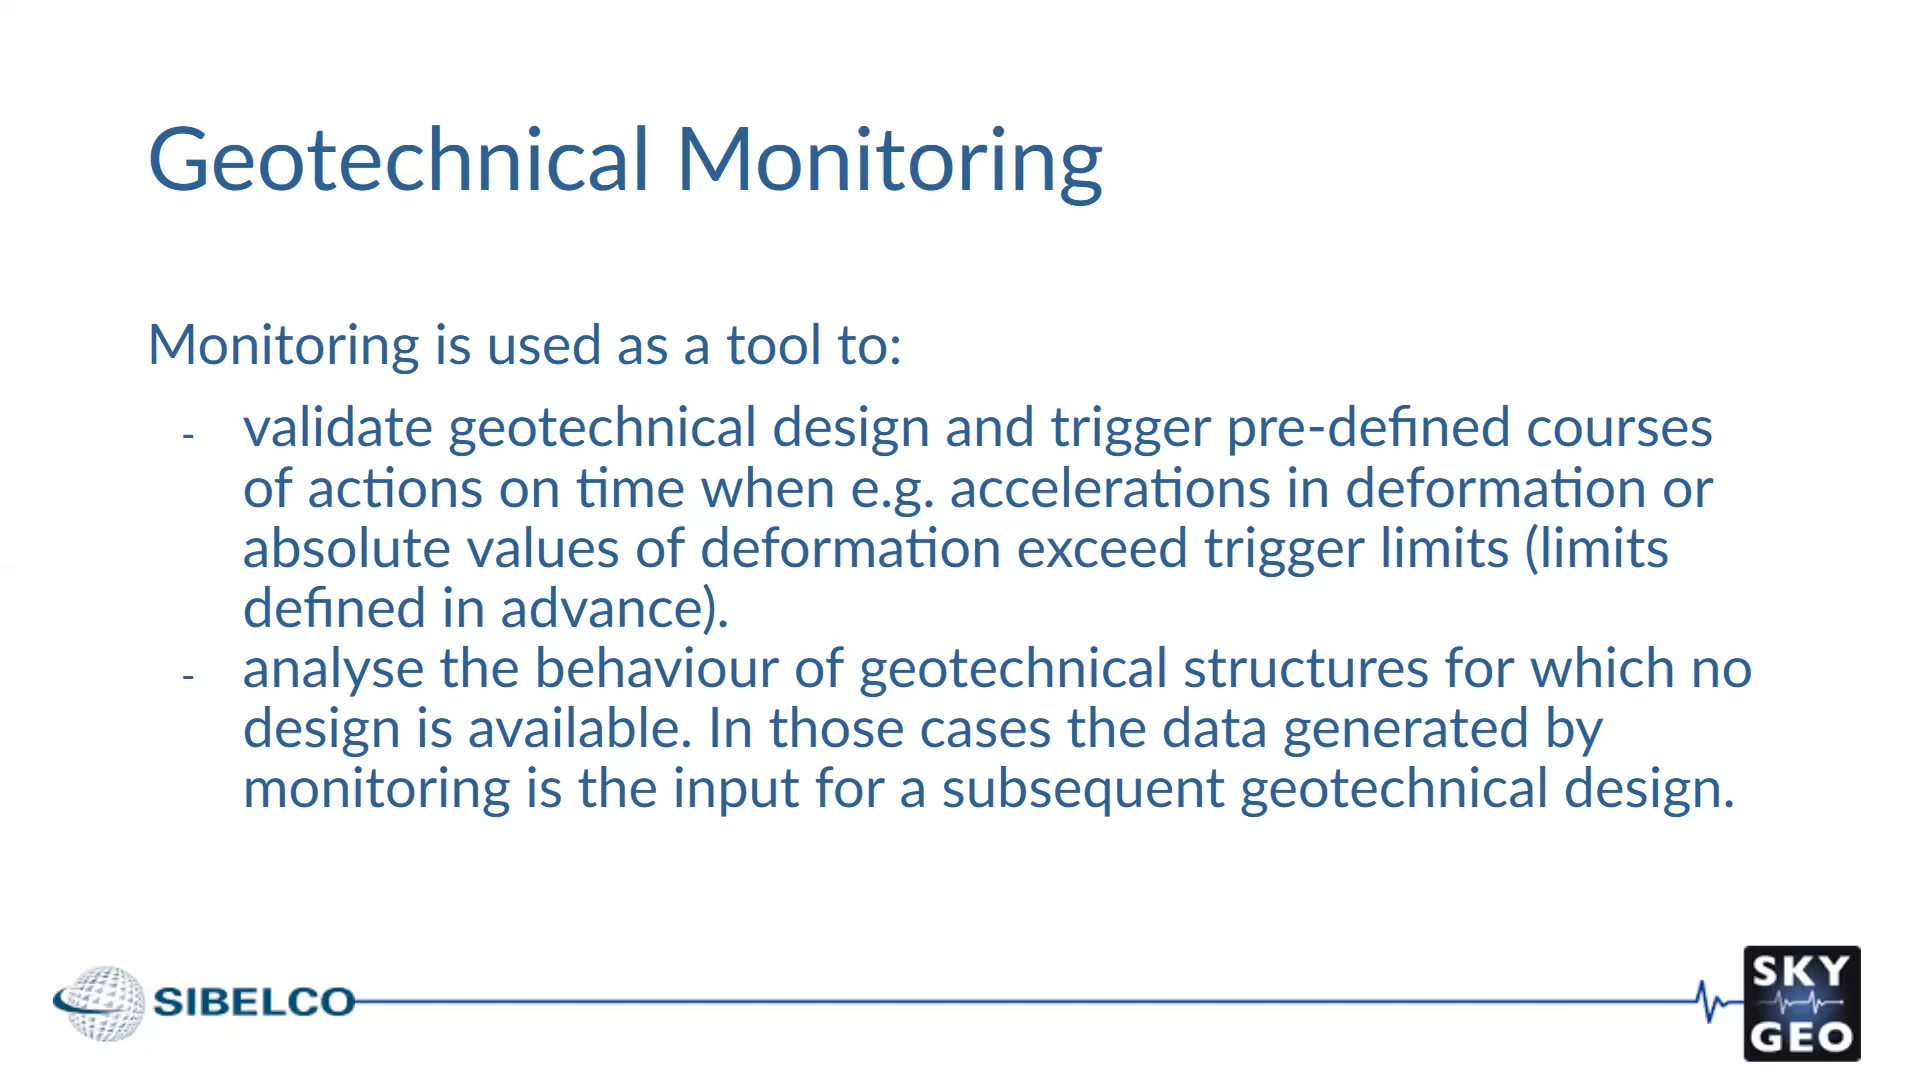 Geotechnical Monitoring
Monitoring is used as a tool to:
- validate geotechnical design and trigger pre-defined courses
of actions on time when e.g. accelerations in deformation or
absolute values of deformation exceed trigger limits (limits
defined in advance).
- analyse the behaviour of geotechnical structures for which no
design is available. In those cases the data generated by
monitoring is the input for a subsequent geotechnical design.
SIBELCO
SKY
GEO